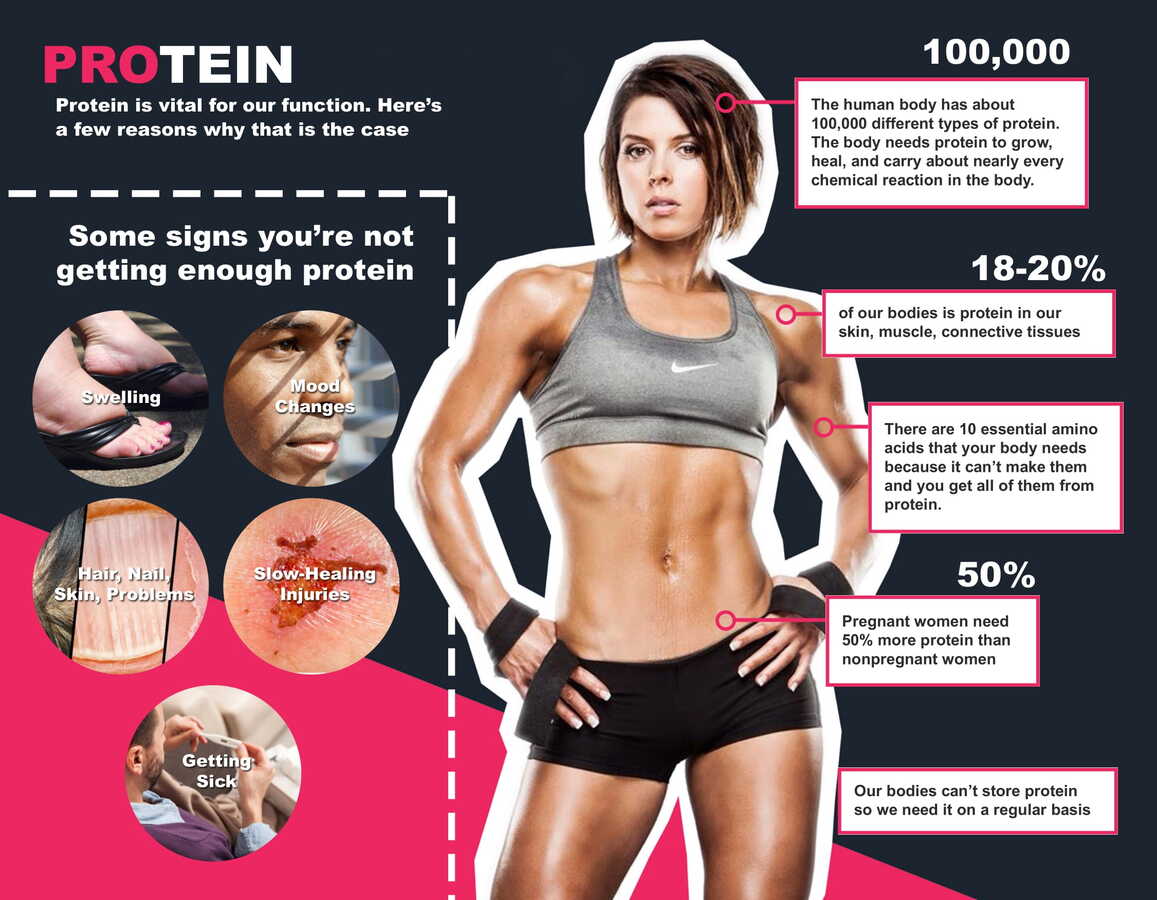 PROTEIN
Protein is vital for our function. Here’s
a few reasons why that is the case
Some signs you’re not
getting enough protein
Swelling
Mood
Changes
Hair, Nail,
Skin, Problems
Slow-Healing
Injuries
Getting
Sick
100,000
The human body has about
100,000 different types of protein.
The body needs protein to grow,
heal, and carry about nearly every
chemical reaction in the body.
18-20%
of our bodies is protein in our
skin, muscle, connective tissues
There are 10 essential amino
acids that your body needs
because it can’t make them
and you get all of them from
protein.
50%
Pregnant women need
50% more protein than
nonpregnant women
Our bodies can’t store protein
so we need it on a regular basis